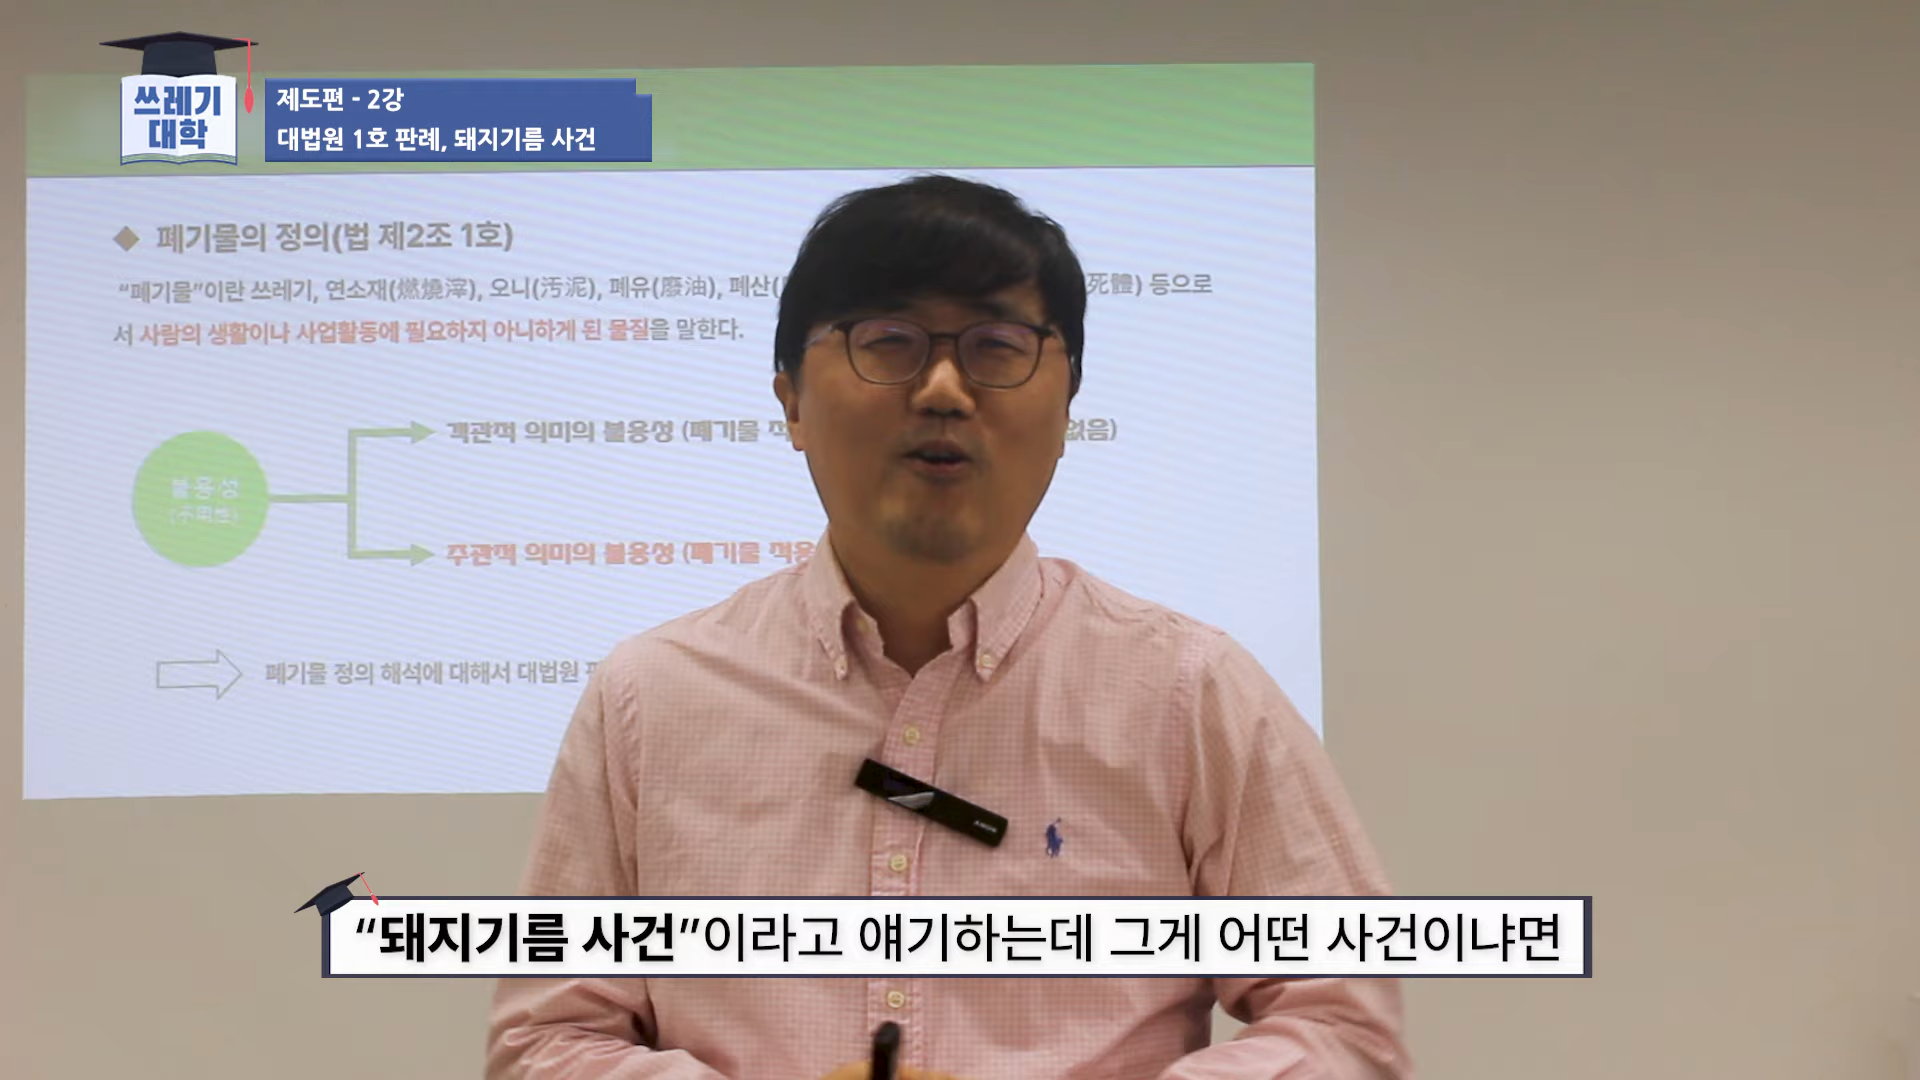 쓰레기
대학
제도편 - 2강
대법원 1호 판례, 돼지기름 사건
◆ 폐기물의 정의(법 제2조 1호)
“폐기물”이란 쓰레기, 연소재(燃燒滓), 오니(汚泥), 폐유(廢油), 폐산( 死體) 등으로
서 사람의 생활이나 사업활동에 필요하지 아니하게 된 물질을 말한다.
객관적 의미의 불용성 (폐기물 없음)
불용성
(不用性)
주관적 의미의 불용성 (폐기물 적용
폐기물 정의 해석에 대해서 대법원
“돼지기름 사건”이라고 얘기하는데 그게 어떤 사건이냐면